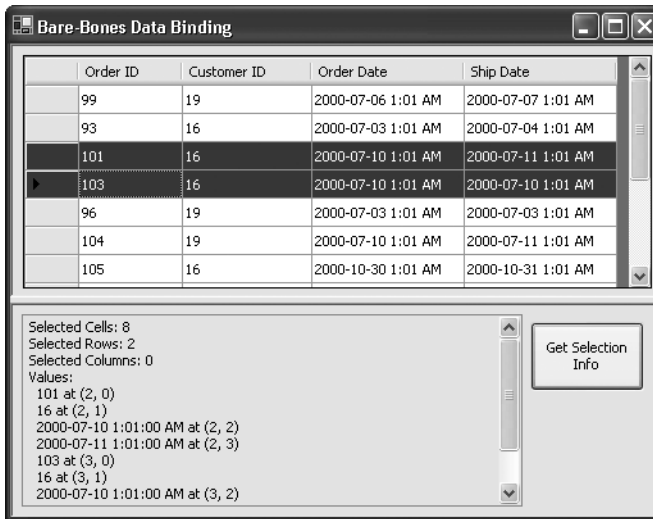 Bare-Bones Data Binding
Order ID Customer ID Order Date Ship Date
99 19 2000-07-06 1:01 AM 2000-07-07 1:01 AM
93 16 2000-07-03 1:01 AM 2000-07-04 1:01 AM
101 16 2000-07-10 1:01 AM 2000-07-11 1:01 AM
103 16 2000-07-10 1:01 AM 2000-07-10 1:01 AM
96 19 2000-07-03 1:01 AM 2000-07-03 1:01 AM
104 19 2000-07-10 1:01 AM 2000-07-11 1:01 AM
105 16 2000-10-30 1:01 AM 2000-10-31 1:01 AM
Selected Cells: 8
Selected Rows: 2
Selected Columns: 0
Values:
101 at (2, 0)
16 at (2, 1)
2000-07-10 1:01:00 AM at (2, 2)
2000-07-11 1:01:00 AM at (2, 3)
103 at (3, 0)
16 at (3, 1)
2000-07-10 1:01:00 AM at (3, 2)
Get Selection
Info